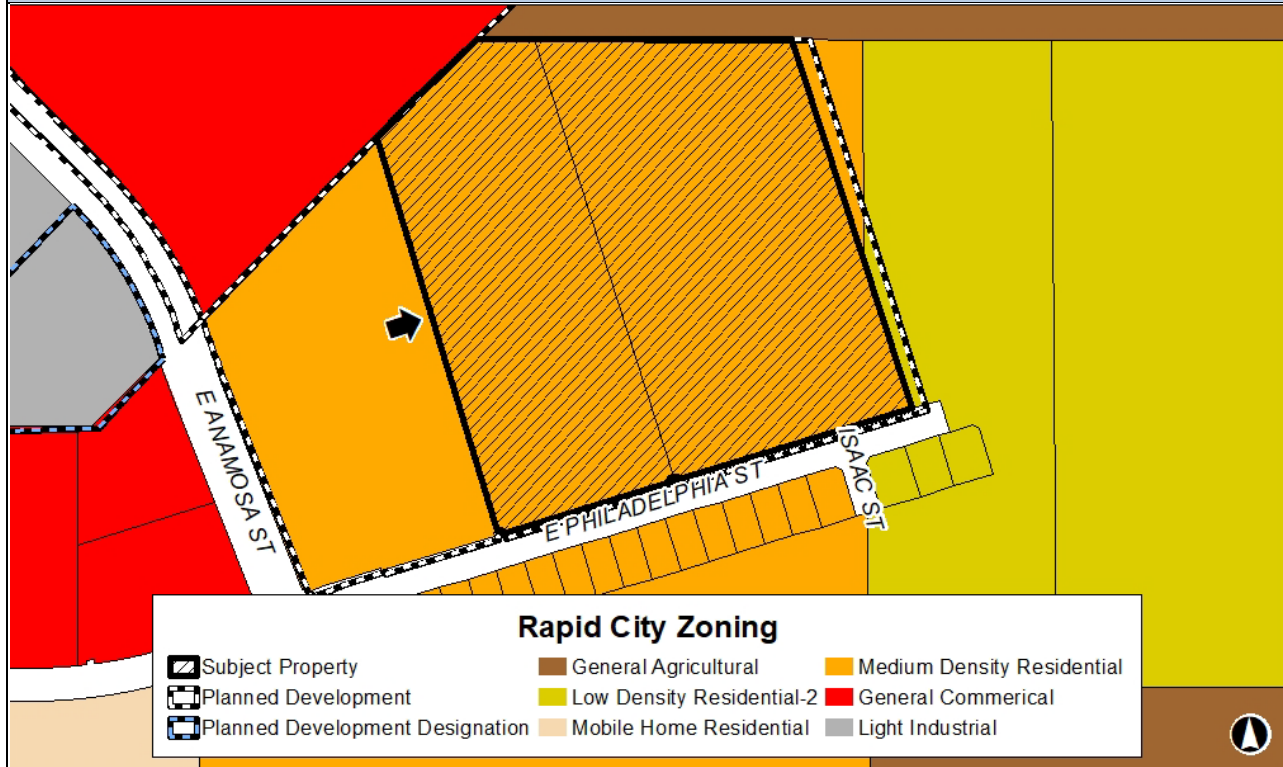 E ANAMOSA ST
E PHILADELPHIA ST
ISAAC ST
Rapid City Zoning
Subject Property
General Agricultural
Medium Density Residential
Planned Development
Low Density Residential-2
General Commerical
Planned Development Designation
Mobile Home Residential
Light Industrial